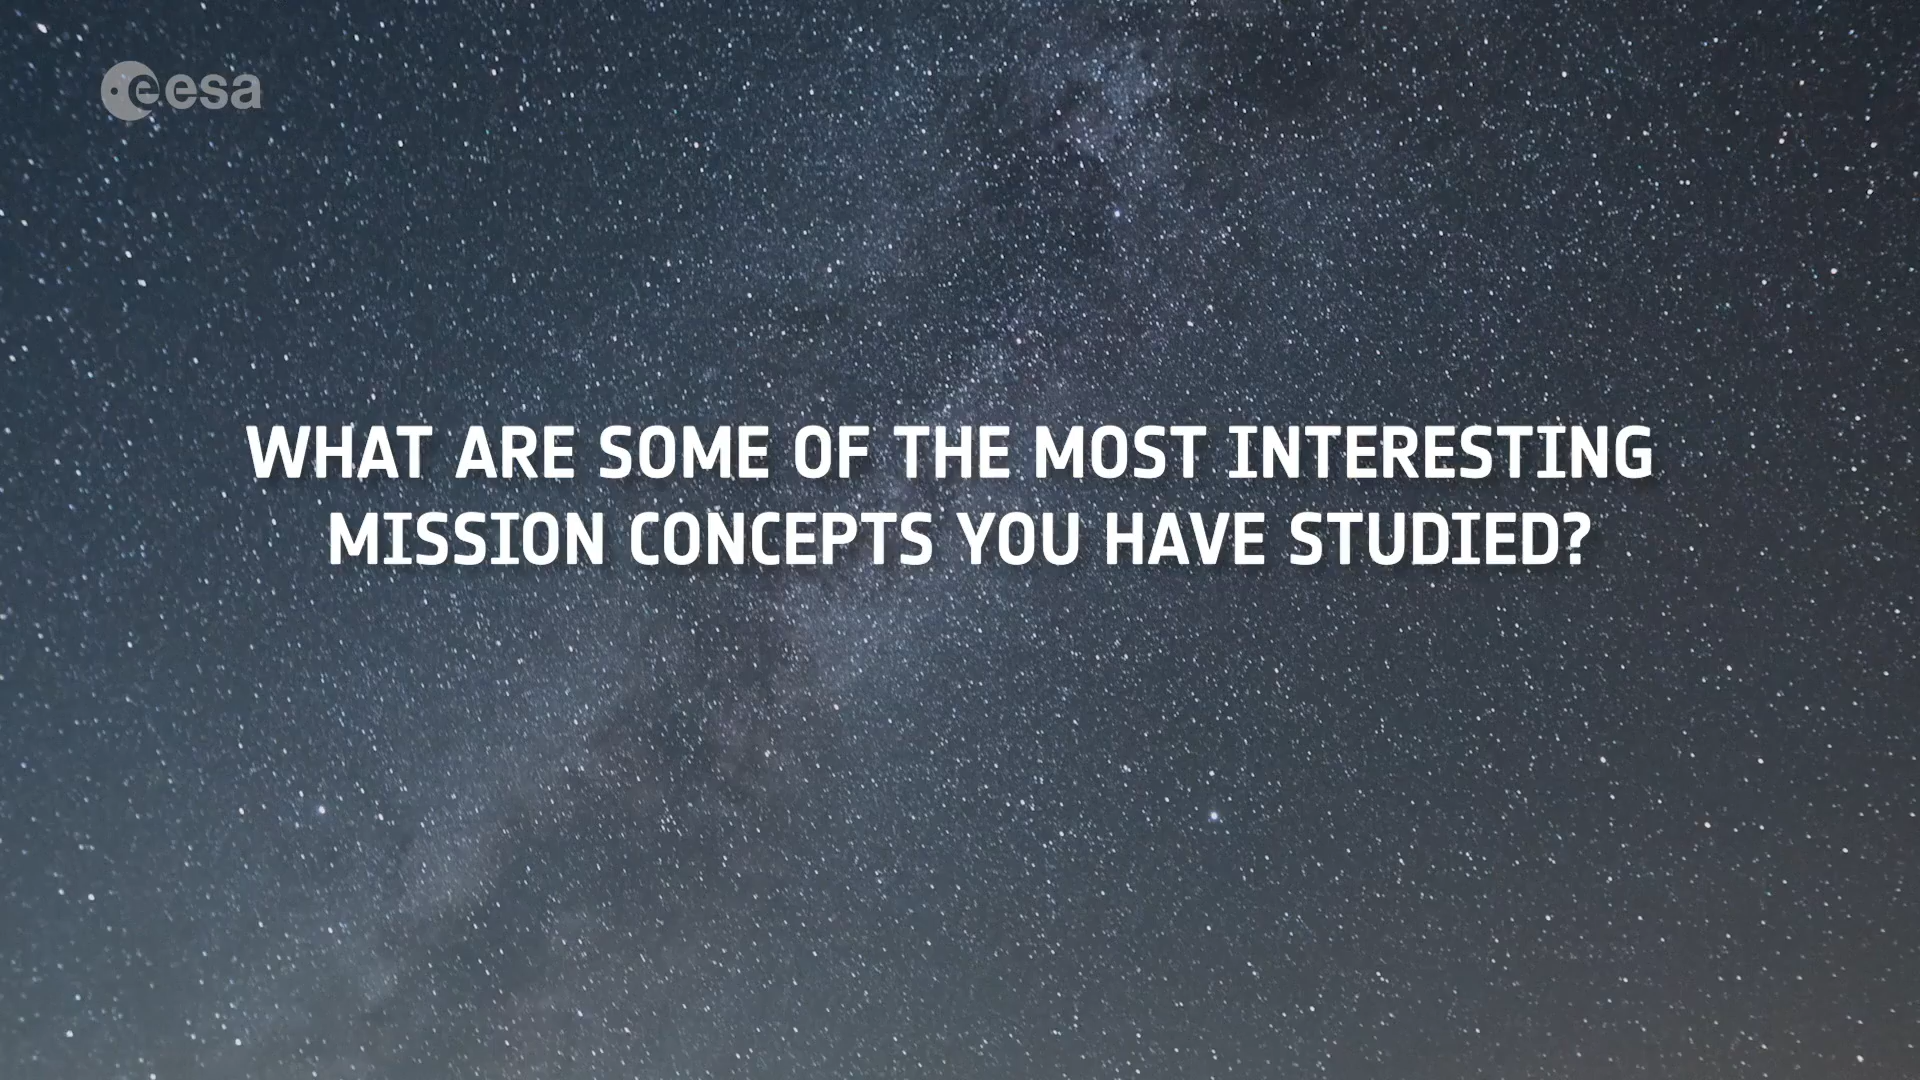 esa
WHAT ARE SOME OF THE MOST INTERESTING
MISSION CONCEPTS YOU HAVE STUDIED?